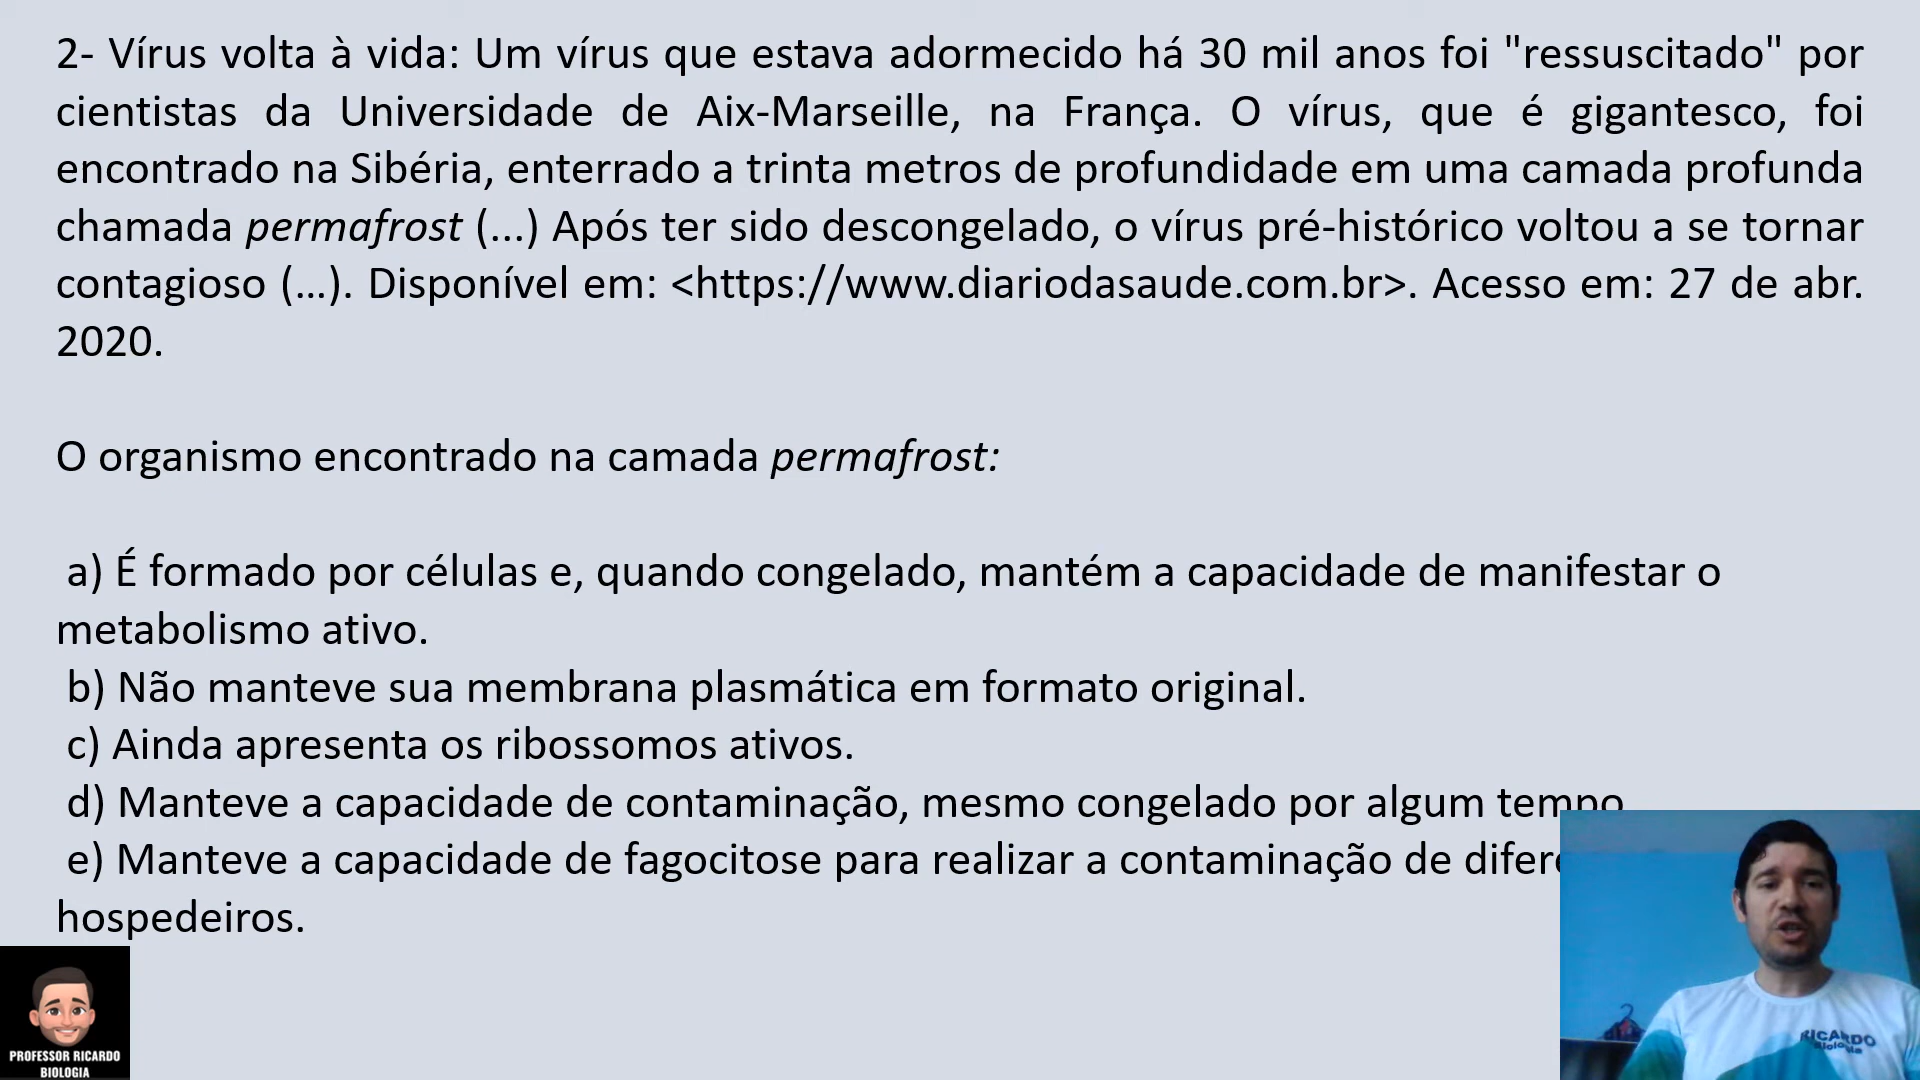 2- Vírus volta à vida: Um vírus que estava adormecido há 30 mil anos foi "ressuscitado" por
cientistas da Universidade de Aix-Marseille, na França. O vírus, que é gigantesco, foi
encontrado na Sibéria, enterrado a trinta metros de profundidade em uma camada profunda
chamada permafrost (...) Após ter sido descongelado, o vírus pré-histórico voltou a se tornar
contagioso (...). Disponível em: <https://www.diariodasaude.com.br>. Acesso em: 27 de abr.
2020.
O organismo encontrado na camada permafrost:
a) É formado por células e, quando congelado, mantém a capacidade de manifestar o
metabolismo ativo.
b) Não manteve sua membrana plasmática em formato original.
c) Ainda apresenta os ribossomos ativos.
d) Manteve a capacidade de contaminação, mesmo congelado por algum tempo
e) Manteve a capacidade de fagocitose para realizar a contaminação de
hospedeiros.
PROFESSOR RICARDO
BIOLOGIA
RICARDO
Biologia